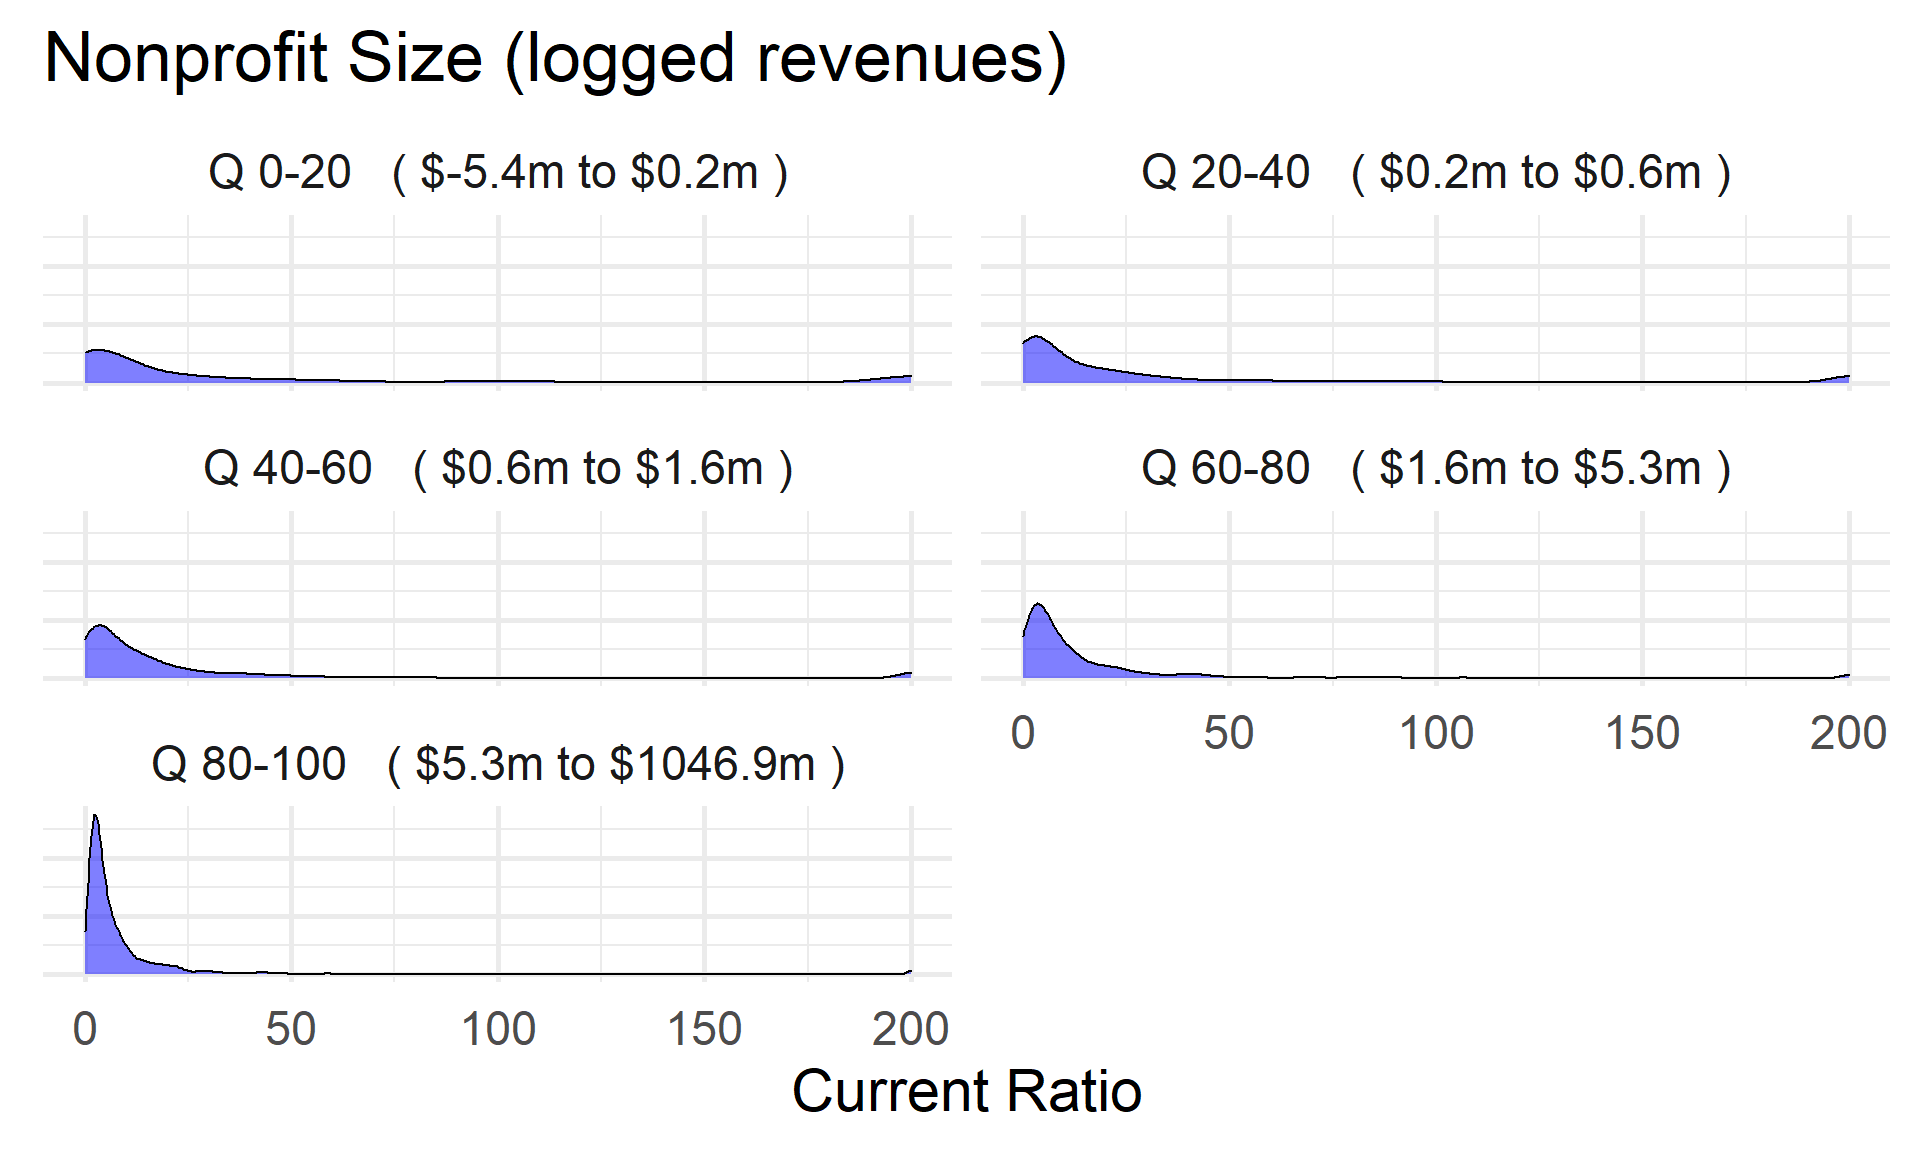 Nonprofit Size (logged revenues)
Q 0-20 ( $-5.4m to $0.2m )
Q 20-40 ( $0.2m to $0.6m )
Q 40-60 ( $0.6m to $1.6m )
Q 60-80 ( $1.6m to $5.3m )
0 50 100 150 200
Q 80-100 ( $5.3m to $1046.9m )
0 50 100 150 200
Current Ratio